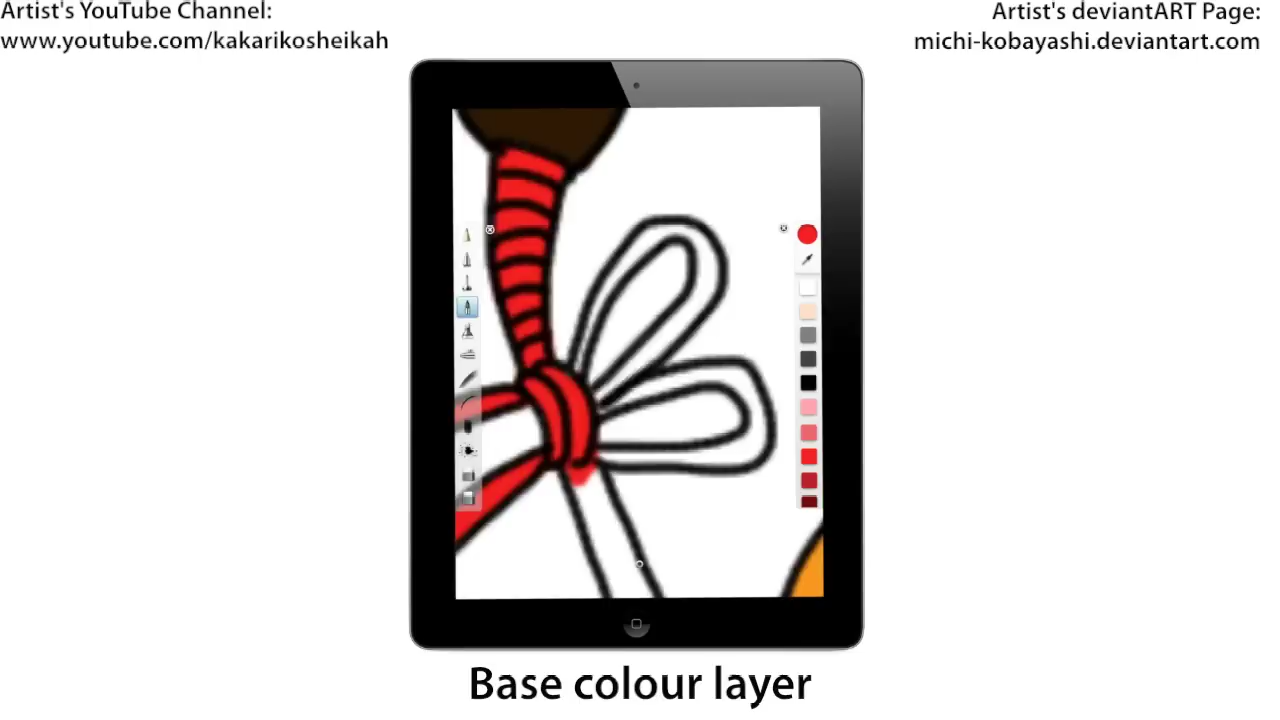 Artist's YouTube Channel:
www.youtube.com/kakarikosheikah
Artist's deviantART Page:
michi-kobayashi.deviantart.com
Base colour layer